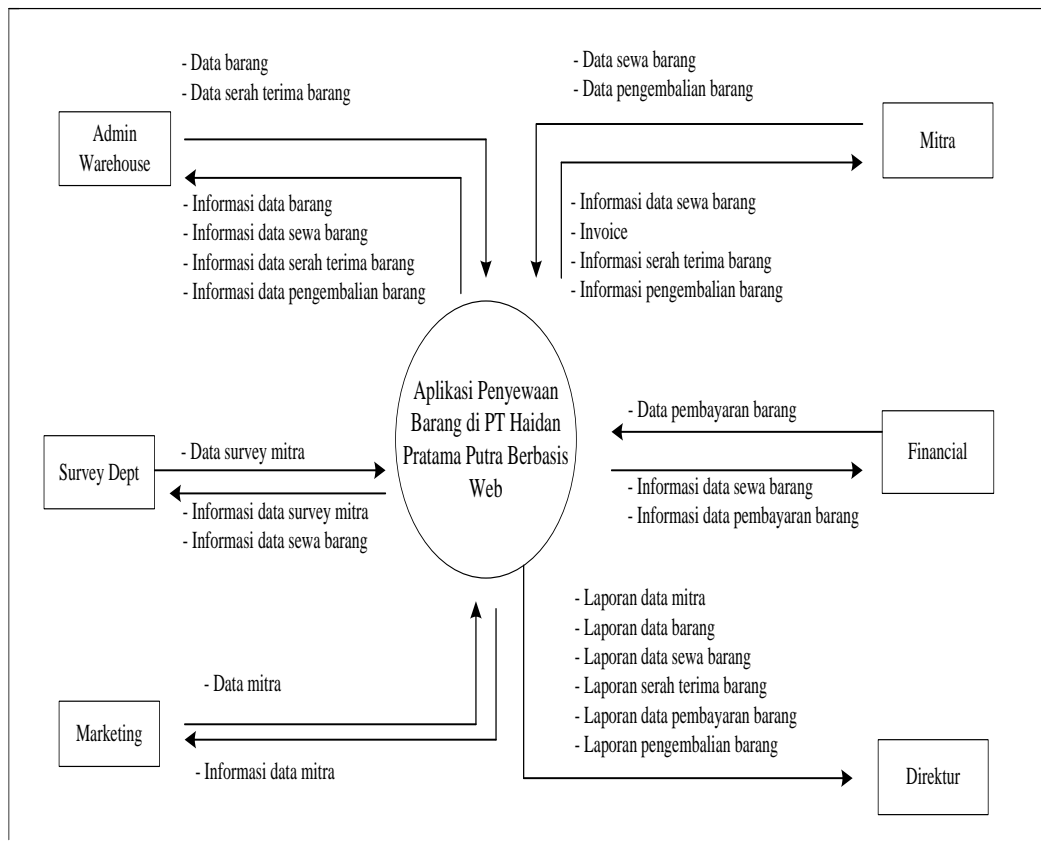 - Data barang
- Data serah terima barang
Admin
Warehouse
- Informasi data barang
- Informasi data sewa barang
- Informasi data serah terima barang
- Informasi data pengembalian barang
- Data sewa barang
- Data pengembalian barang
Mitra
- Informasi data sewa barang
- Invoice
- Informasi serah terima barang
- Informasi pengembalian barang
Aplikasi Penyewaan
Barang di PT Haidan
Pratama Putra Berbasis
Web
Survey Dept
- Data survey mitra
- Informasi data survey mitra
- Informasi data sewa barang
- Data pembayaran barang
Financial
- Informasi data sewa barang
- Informasi data pembayaran barang
- Data mitra
Marketing
- Informasi data mitra
- Laporan data mitra
- Laporan data barang
- Laporan data sewa barang
- Laporan serah terima barang
- Laporan data pembayaran barang
- Laporan pengembalian barang
Direktur